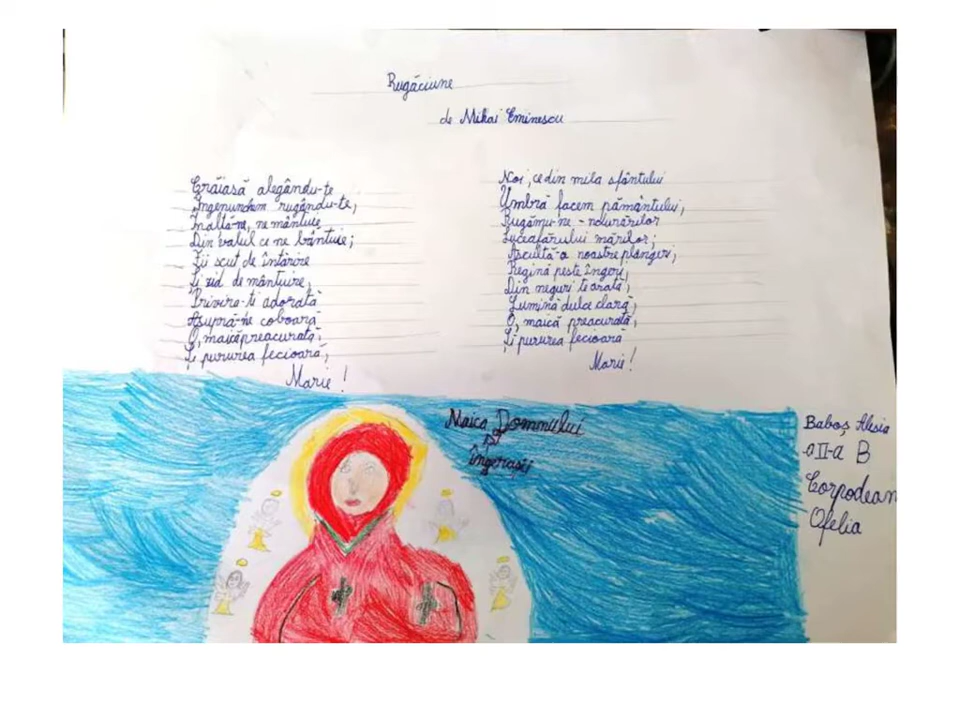 Rugăciune
de Mihai Eminescu
Crăiasă alegându-te
Îngenunchem rugându-te,
Înalță-ne, ne mântuie
Din valul ce ne bântuie;
Fii scut de întărire
Și zid de mântuire,
Privirea-ți adorată
Asupră-ne coboară,
O, maică preacurată,
Și pururea fecioară,
Marie!
Noi, ce din mila sfântului
Umbră facem pământului,
Rugămu-ne-ndurărilor
Luceafărului mărilor;
Ascultă-a noastre plângeri,
Regină peste îngeri,
Din neguri te arată,
Lumină dulce clară,
O, maică preacurată,
Și pururea fecioară
Marie!
Maica Domnului
și
îngerașii
Baboș Alesia
a II-a B
Corpodean
Ofelia